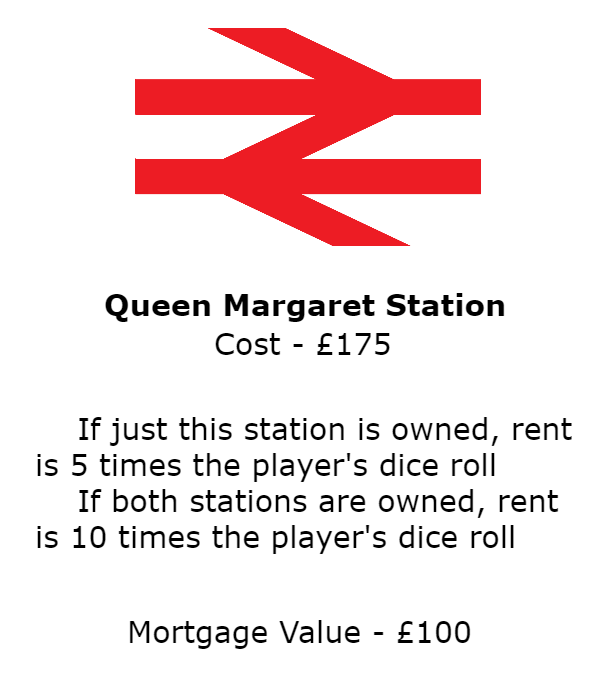 Queen Margaret Station
Cost - £175
If just this station is owned, rent
is 5 times the player's dice roll
If both stations are owned, rent
is 10 times the player's dice roll
Mortgage Value - £100